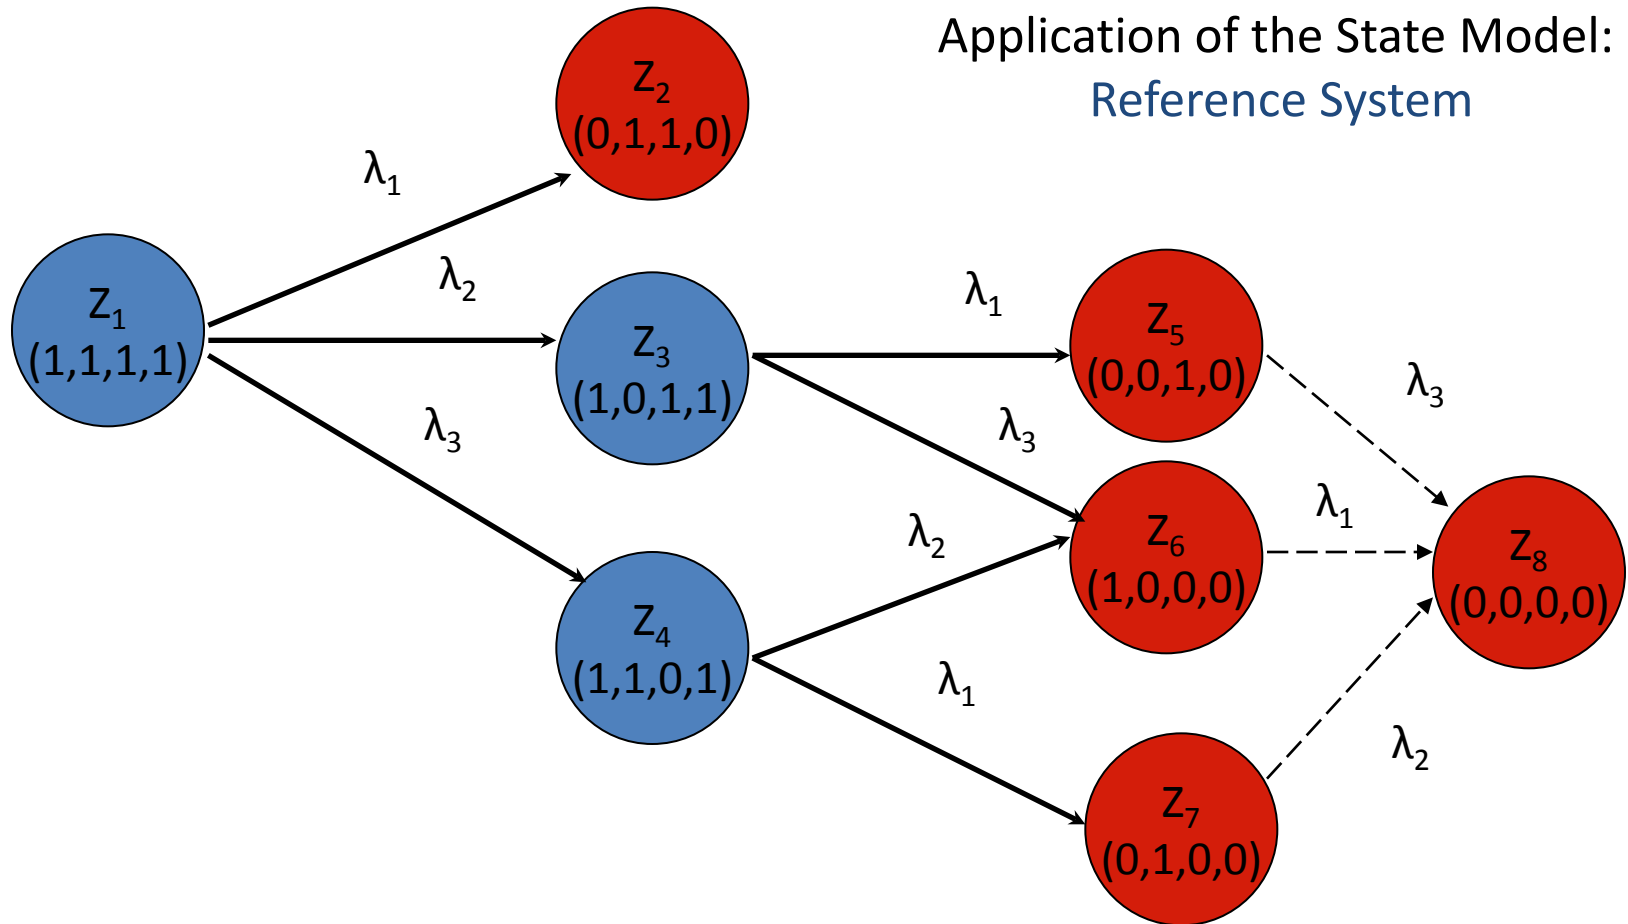 Application of the State Model:
Reference System
Z₂
(0,1,1,0)
λ₁
Z₁
(1,1,1,1)
λ₂
Z₃
(1,0,1,1)
λ₁
Z₅
(0,0,1,0)
λ₃
λ₃
λ₃
λ₂
Z₆
(1,0,0,0)
λ₁
Z₈
(0,0,0,0)
Z₄
(1,1,0,1)
λ₁
λ₂
Z₇
(0,1,0,0)